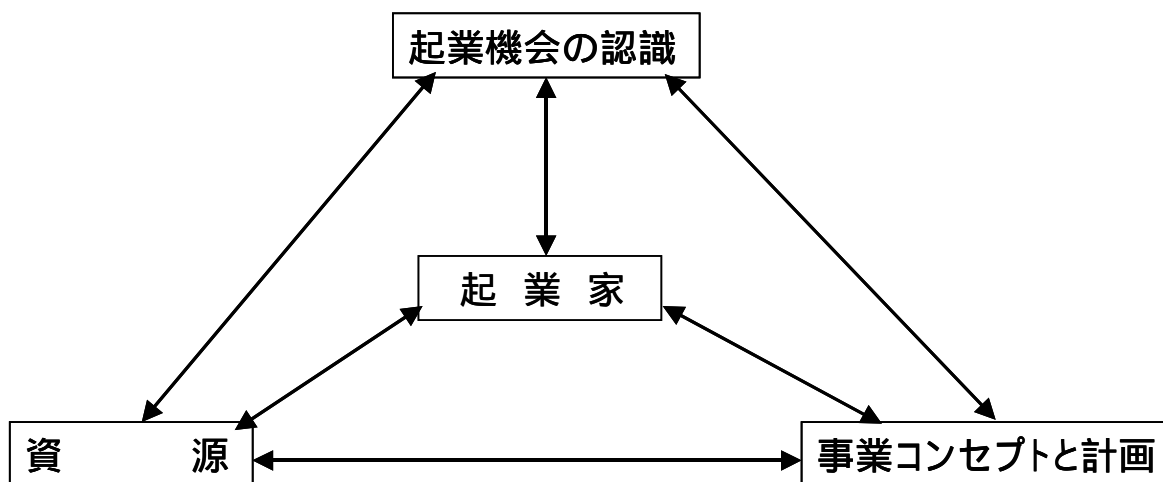 起業機会の認識
起 業 家
資 源
事業コンセプトと計画